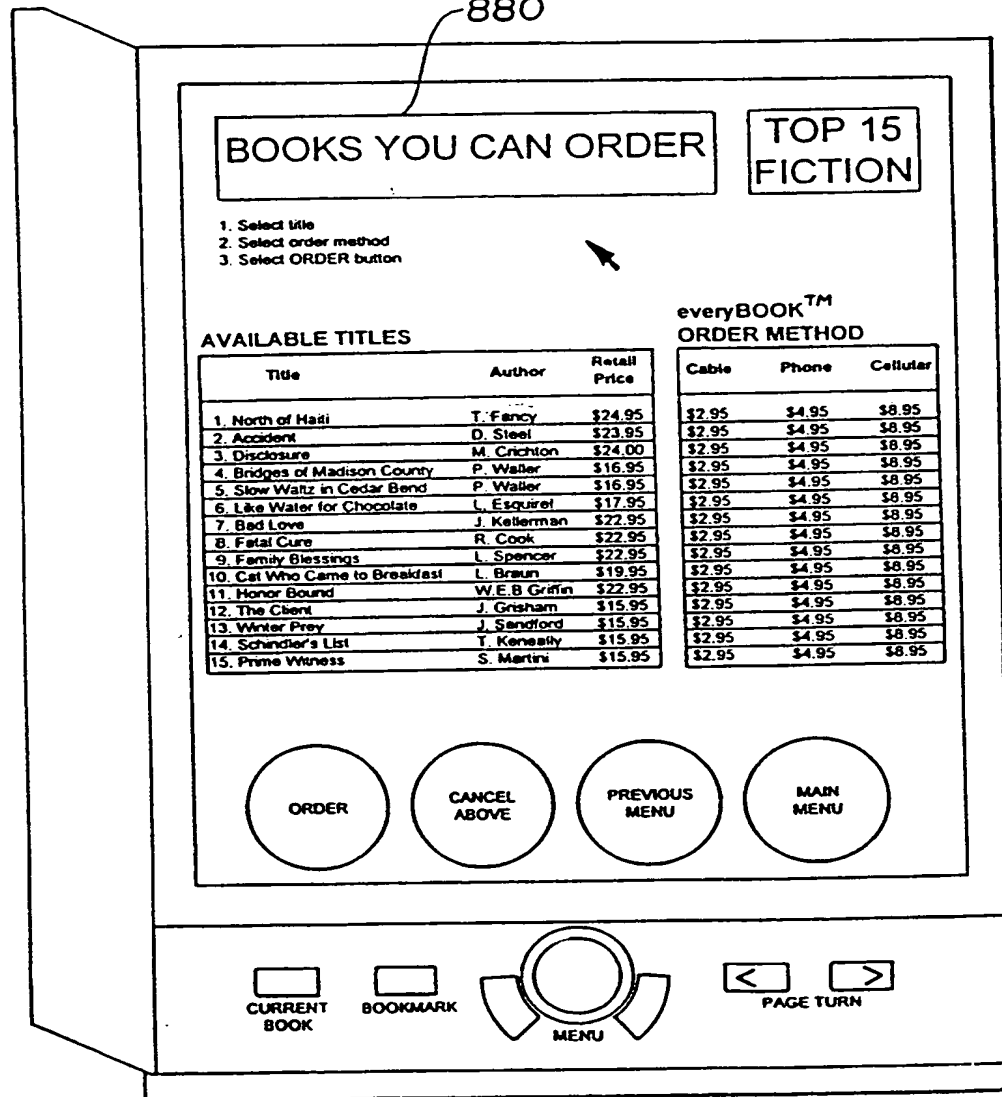 880
BOOKS YOU CAN ORDER
TOP 15
FICTION
1. Select title
2. Select order method
3. Select ORDER button
AVAILABLE TITLES
everyBOOK™
ORDER METHOD
Title Author Retail Price
Cable Phone Cellular
1. North of Haiti T. Fancy $24.95 $2.95 $4.95 $8.95
2. Accident D. Steel $23.95 $2.95 $4.95 $8.95
3. Disclosure M. Crichton $24.00 $2.95 $4.95 $8.95
4. Bridges of Madison County P. Waller $16.95 $2.95 $4.95 $8.95
5. Slow Waltz in Cedar Bend P. Waller $16.95 $2.95 $4.95 $8.95
6. Like Water for Chocolate L. Esquirel $17.95 $2.95 $4.95 $8.95
7. Bad Love J. Kellerman $22.95 $2.95 $4.95 $8.95
8. Fatal Cure R. Cook $22.95 $2.95 $4.95 $8.95
9. Family Blessings L. Spencer $22.95 $2.95 $4.95 $8.95
10. Cat Who Came to Breakfast L. Braun $19.95 $2.95 $4.95 $8.95
11. Honor Bound W.E.B Griffin $22.95 $2.95 $4.95 $8.95
12. The Client J. Grisham $15.95 $2.95 $4.95 $8.95
13. Winter Prey J. Sandford $15.95 $2.95 $4.95 $8.95
14. Schindler's List T. Keneally $15.95 $2.95 $4.95 $8.95
15. Prime Witness S. Martini $15.95 $2.95 $4.95 $8.95
ORDER
CANCEL
ABOVE
PREVIOUS
MENU
MAIN
MENU
CURRENT
BOOK
BOOKMARK
MENU
< >
PAGE TURN